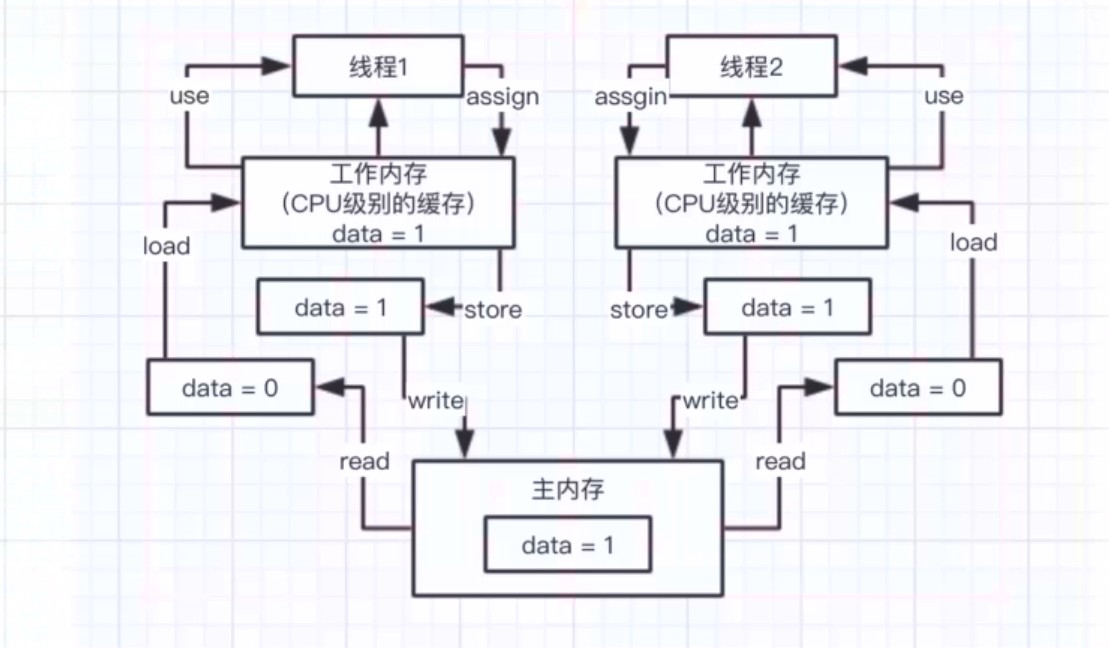 线程1
线程2
use
assign
assgin
use
工作内存
（CPU级别的缓存）
data = 1
工作内存
（CPU级别的缓存）
data = 1
load
load
data = 1
store
store
data = 1
data = 0
data = 0
write
write
read
read
主内存
data = 1